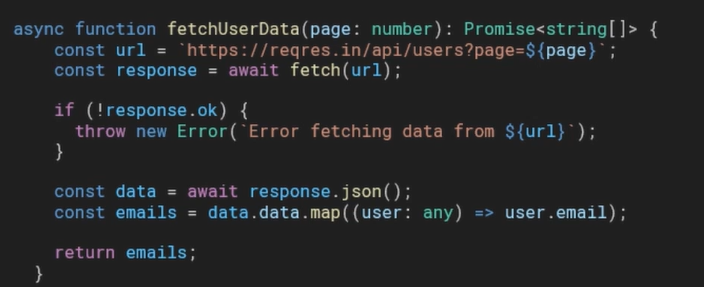 async function fetchUserData(page: number): Promise<string[]> {
    const url = `https://reqres.in/api/users?page=${page}`;
    const response = await fetch(url);

    if (!response.ok) {
      throw new Error(`Error fetching data from ${url}`);
    }

    const data = await response.json();
    const emails = data.data.map((user: any) => user.email);

    return emails;
  }